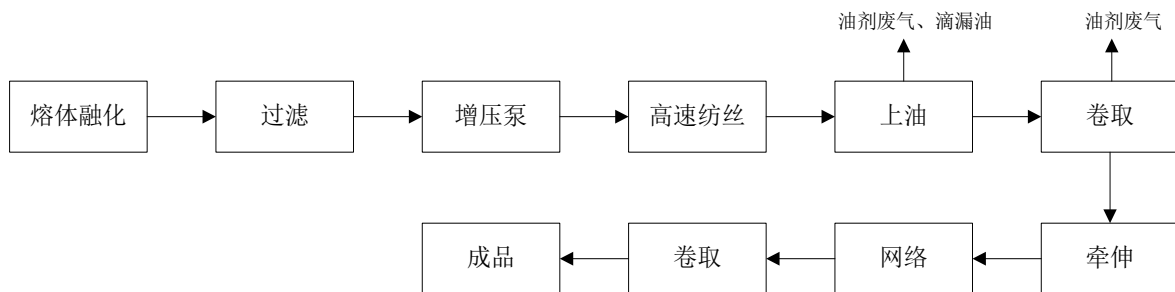 油剂废气、滴漏油
油剂废气
熔体融化
过滤
增压泵
高速纺丝
上油
卷取
成品
卷取
网络
牵伸